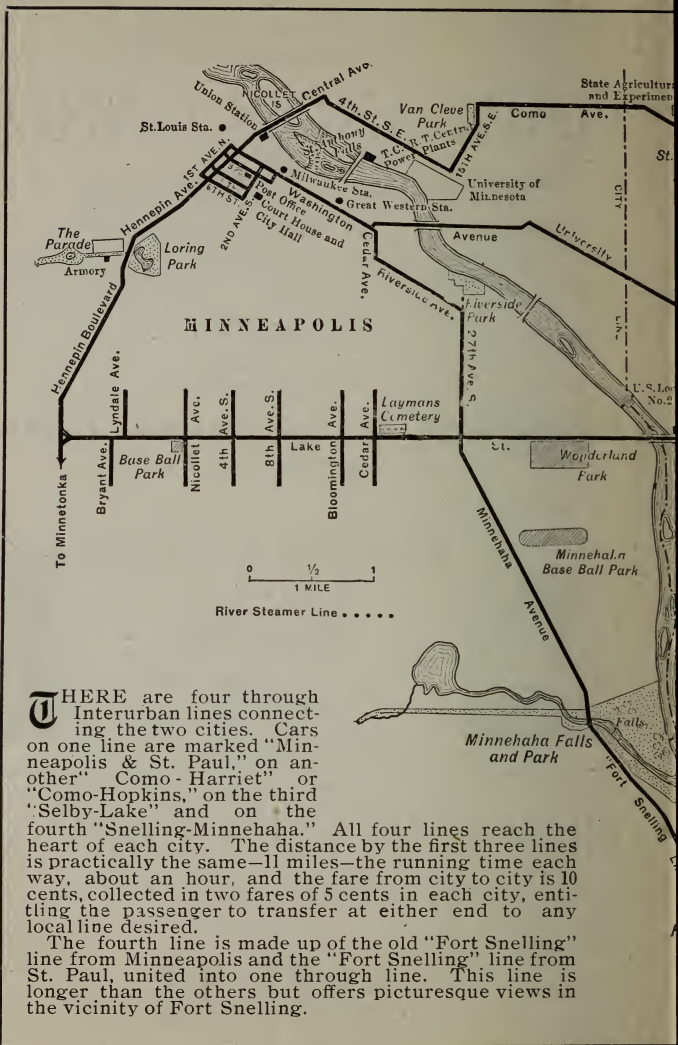 State Agricultur
and Experimen
Central Ave.
NICOLLET
IS
Union Station
4th. St. S.E.
Van Cleve
Park
Como Ave.
St. Louis Sta.
St. Anthony
Falls
T.C.R.T. Centr.
Power Plants
15TH AVE. S.E.
St.
1ST AVE. N.
Milwaukee Sta.
University of
Minnesota
CITY
Hennepin Ave.
6TH ST.
Post
Office
Washington
Great Western Sta.
2ND AVE. S.
Court House and
City Hall
Avenue
University
The
Parade
Armory
Loring
Park
Cedar Ave.
Riverside Ave.
Riverside
Park
MINNEAPOLIS
27th Ave. S.
Hennepin Boulevard
U.S. Lo
No. 2
Lyndale Ave.
Bryant Ave.
Base Ball
Park
Nicollet Ave.
4th Ave. S.
8th Ave. S.
Lake St.
Bloomington Ave.
Cedar Ave.
Laymans
Cemetery
Wonderland
Park
To Minnetonka
Minnehaha Avenue
Minnehaha
Base Ball Park
0 ½ 1
1 MILE
River Steamer Line . . . . .
Minnehaha Falls
and Park
Falls
"Fort Snelling
THERE are four through
Interurban lines connect-
ing the two cities. Cars
on one line are marked "Min-
neapolis & St. Paul," on an-
other" Como - Harriet" or
"Como-Hopkins," on the third
"Selby-Lake" and on the
fourth "Snelling-Minnehaha." All four lines reach the
heart of each city. The distance by the first three lines
is practically the same—11 miles—the running time each
way, about an hour, and the fare from city to city is 10
cents, collected in two fares of 5 cents in each city, enti-
tling the passenger to transfer at either end to any
local line desired.
The fourth line is made up of the old "Fort Snelling"
line from Minneapolis and the "Fort Snelling" line from
St. Paul, united into one through line. This line is
longer than the others but offers picturesque views in
the vicinity of Fort Snelling.